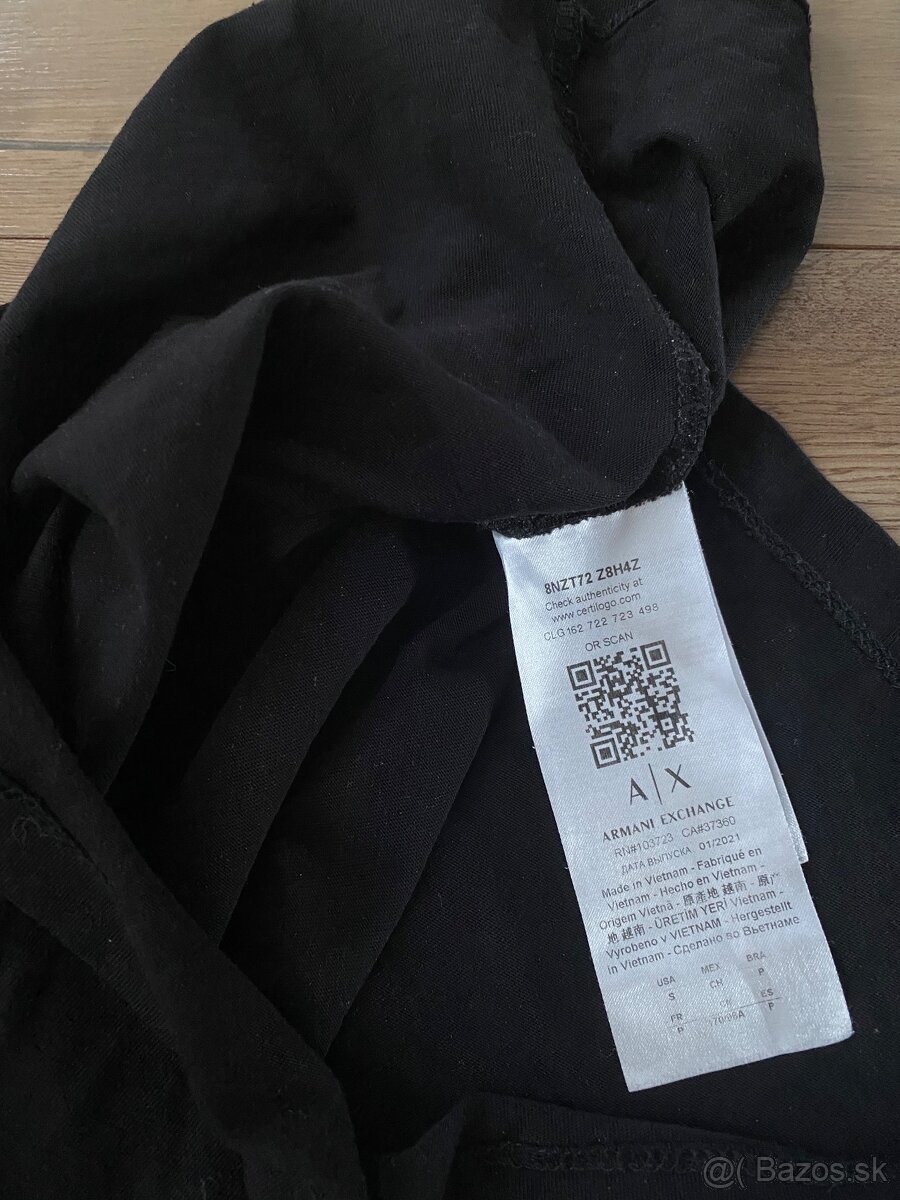 8NZT72 Z8H4Z
Check authenticity at
www.certilogo.com
CLG 162 722 723 498
OR SCAN
A|X
ARMANI EXCHANGE
RN#103723 CA#37360
ДАТА ВЫПУСКА 01/2021
Made in Vietnam - Fabriqué en
Vietnam - Hecho en Vietnam -
Origem Vietnã - 原產地 越南 - 原产
地 越南 - ÜRETİM YERİ Vietnam -
Vyrobeno v VIETNAM - Hergestellt
in Vietnam - Сделано во Вьетнаме
USA MEX BRA
S CH P
FR CN ES
P 170/96A P
@( Bazos.sk